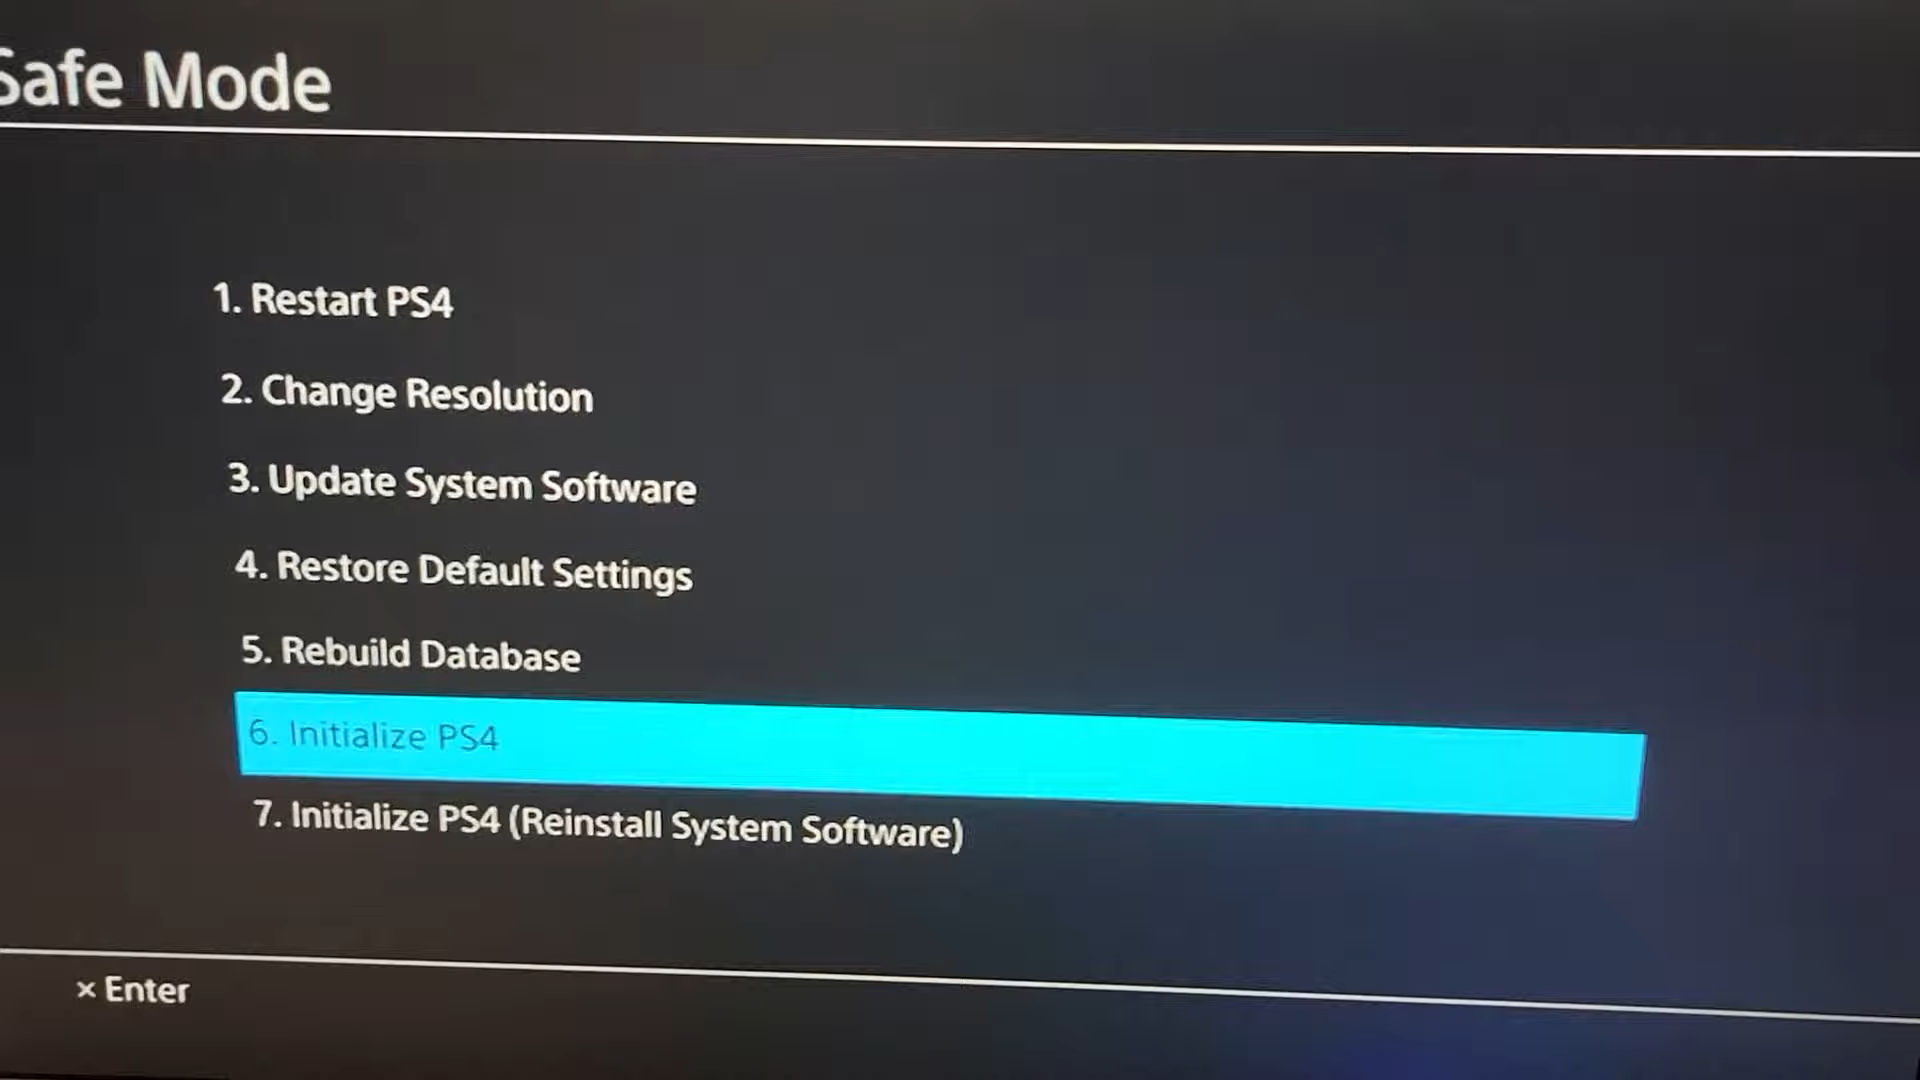 Safe Mode
1. Restart PS4
2. Change Resolution
3. Update System Software
4. Restore Default Settings
5. Rebuild Database
6. Initialize PS4
7. Initialize PS4 (Reinstall System Software)
× Enter